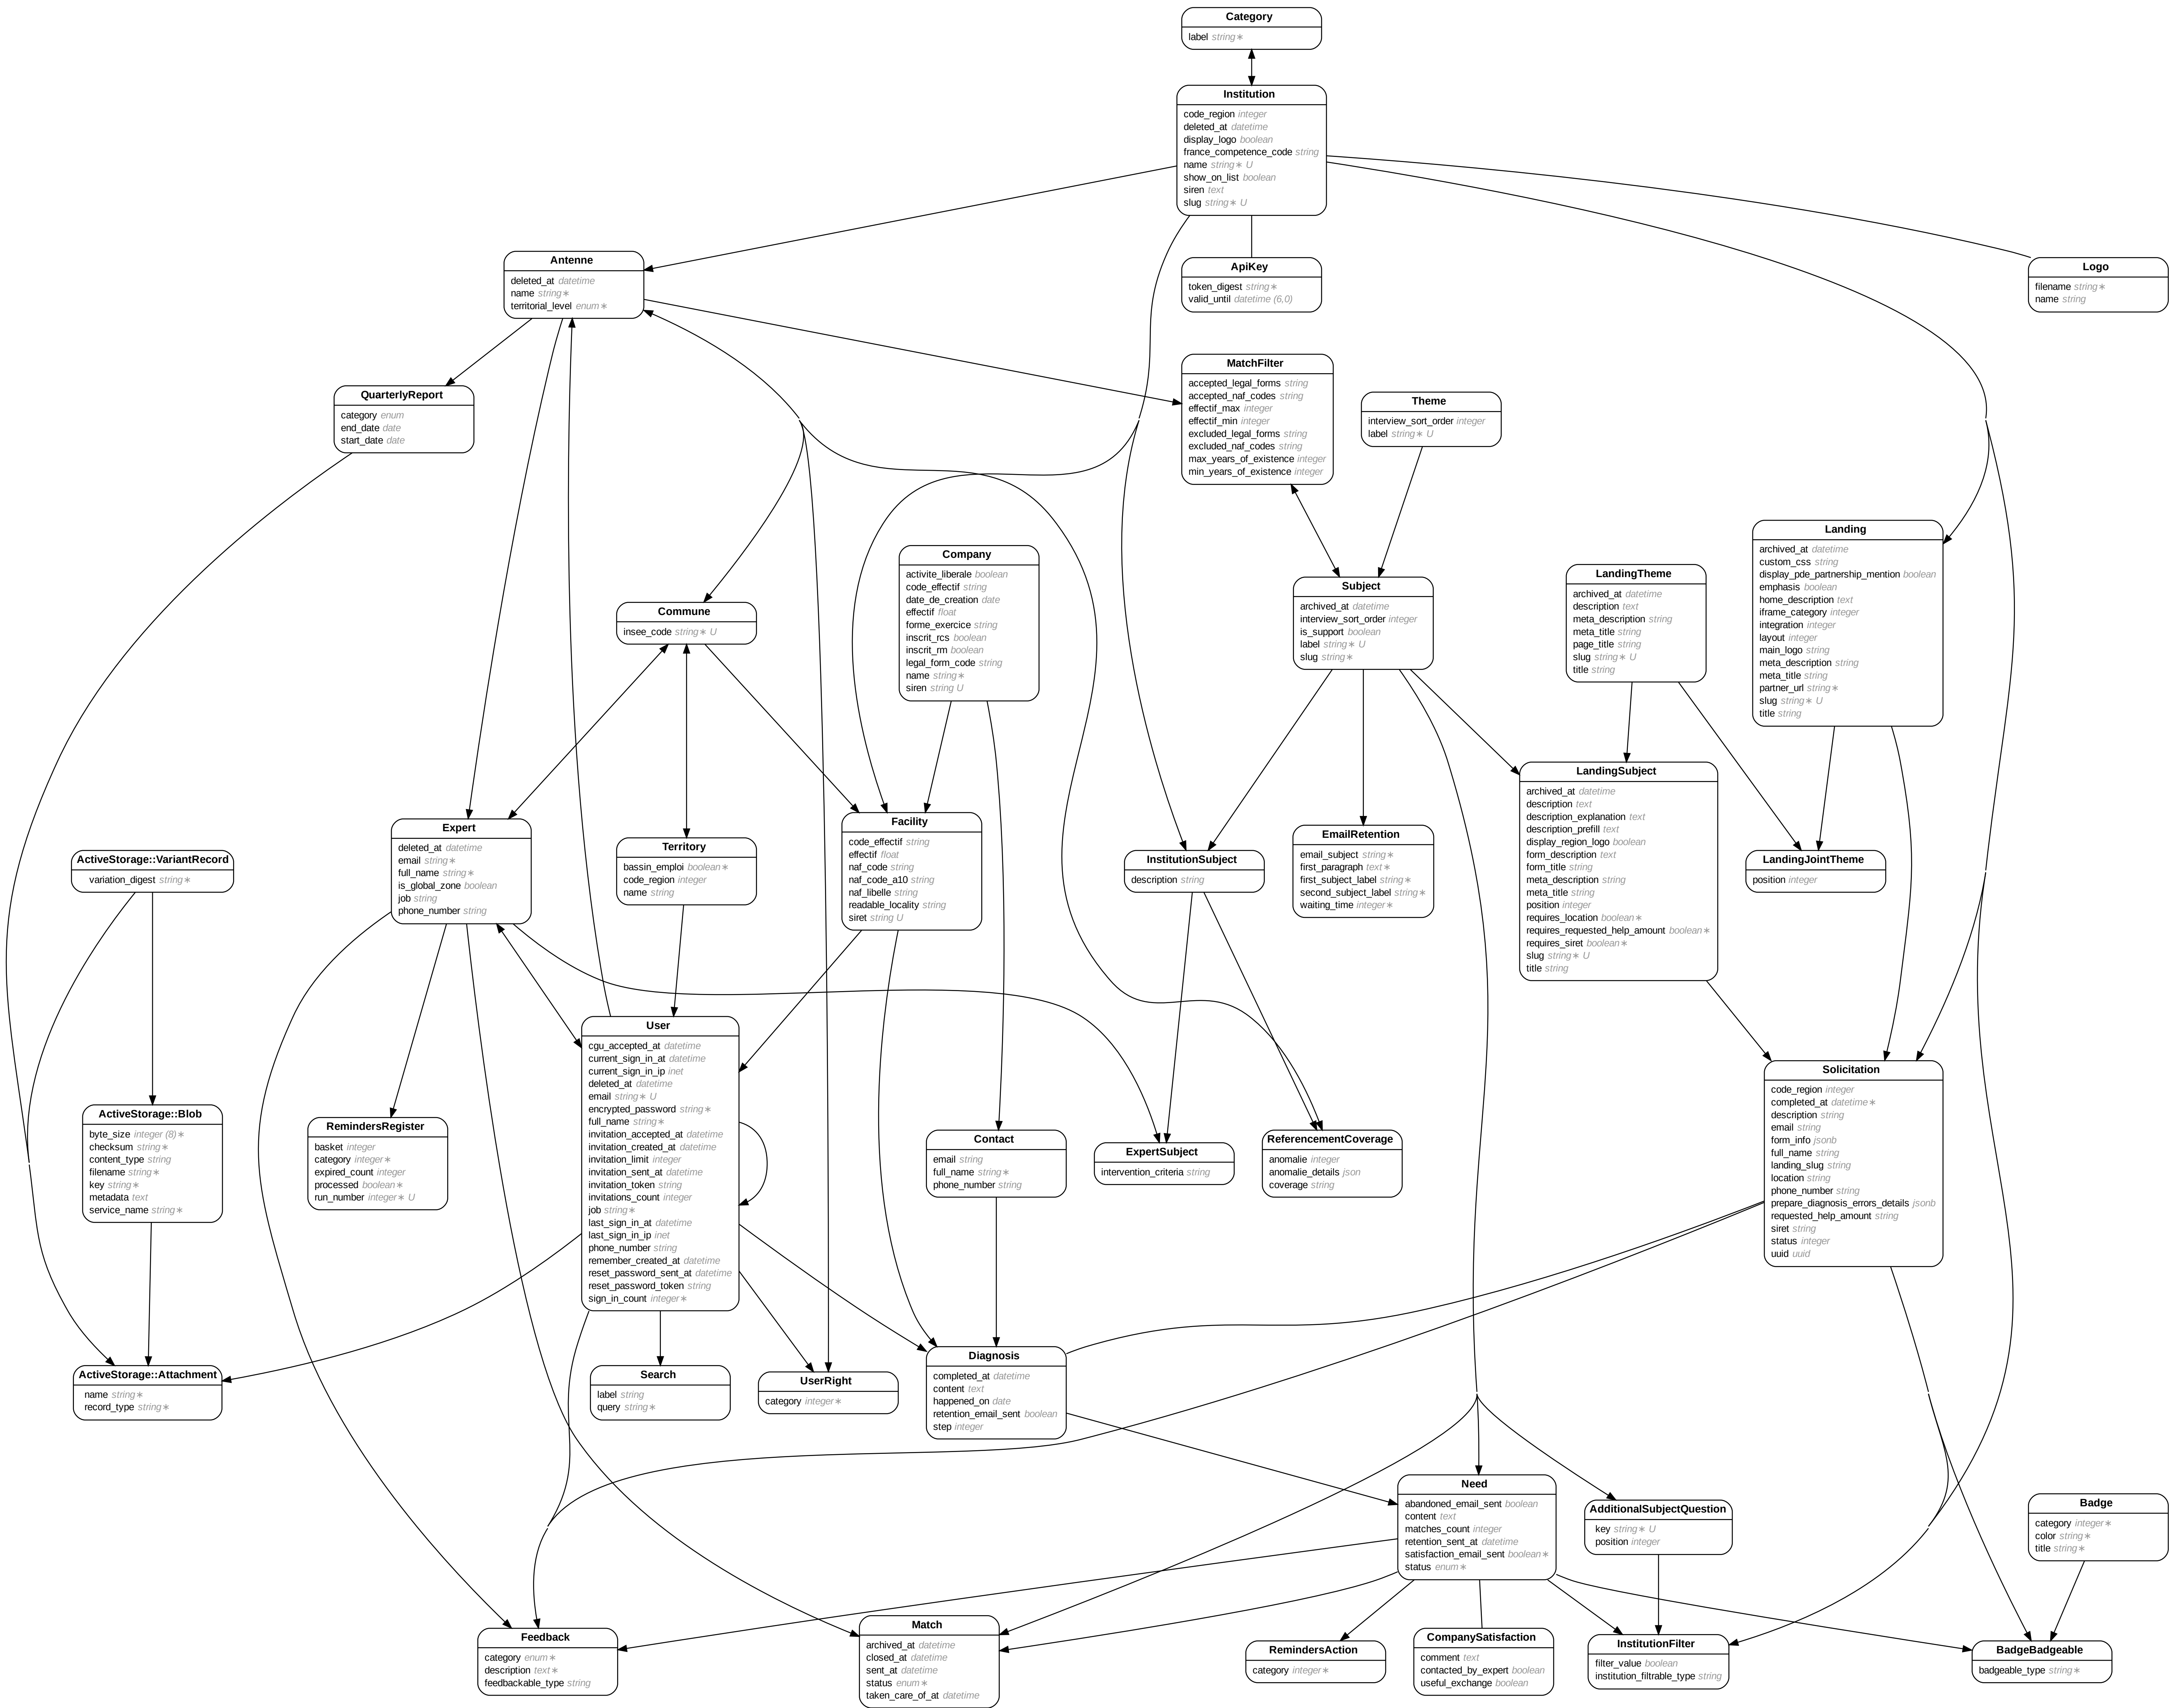 Category
label string∗
Institution
code_region integer
deleted_at datetime
display_logo boolean
france_competence_code string
name string∗ U
show_on_list boolean
siren text
slug string∗ U
Antenne
deleted_at datetime
name string∗
territorial_level enum∗
ApiKey
token_digest string∗
valid_until datetime (6,0)
Logo
filename string∗
name string
QuarterlyReport
category enum
end_date date
start_date date
MatchFilter
accepted_legal_forms string
accepted_naf_codes string
effectif_max integer
effectif_min integer
excluded_legal_forms string
excluded_naf_codes string
max_years_of_existence integer
min_years_of_existence integer
Theme
interview_sort_order integer
label string∗ U
Landing
archived_at datetime
custom_css string
display_pde_partnership_mention boolean
emphasis boolean
home_description text
iframe_category integer
integration integer
layout integer
main_logo string
meta_description string
meta_title string
partner_url string∗
slug string∗ U
title string
Company
activite_liberale boolean
code_effectif string
date_de_creation date
effectif float
forme_exercice string
inscrit_rcs boolean
inscrit_rm boolean
legal_form_code string
name string∗
siren string U
LandingTheme
archived_at datetime
description text
meta_description string
meta_title string
page_title string
slug string∗ U
title string
Subject
archived_at datetime
interview_sort_order integer
is_support boolean
label string∗ U
slug string∗
Commune
insee_code string∗ U
LandingSubject
archived_at datetime
description text
description_explanation text
description_prefill text
display_region_logo boolean
form_description text
form_title string
meta_description string
meta_title string
position integer
requires_location boolean∗
requires_requested_help_amount boolean∗
requires_siret boolean∗
slug string∗ U
title string
Facility
code_effectif string
effectif float
naf_code string
naf_code_a10 string
naf_libelle string
readable_locality string
siret string U
Expert
deleted_at datetime
email string∗
full_name string∗
is_global_zone boolean
job string
phone_number string
EmailRetention
email_subject string∗
first_paragraph text∗
first_subject_label string∗
second_subject_label string∗
waiting_time integer∗
Territory
bassin_emploi boolean∗
code_region integer
name string
ActiveStorage::VariantRecord
variation_digest string∗
InstitutionSubject
description string
LandingJointTheme
position integer
User
cgu_accepted_at datetime
current_sign_in_at datetime
current_sign_in_ip inet
deleted_at datetime
email string∗ U
encrypted_password string∗
full_name string∗
invitation_accepted_at datetime
invitation_created_at datetime
invitation_limit integer
invitation_sent_at datetime
invitation_token string
invitations_count integer
job string∗
last_sign_in_at datetime
last_sign_in_ip inet
phone_number string
remember_created_at datetime
reset_password_sent_at datetime
reset_password_token string
sign_in_count integer∗
Solicitation
code_region integer
completed_at datetime∗
description string
email string
form_info jsonb
full_name string
landing_slug string
location string
phone_number string
prepare_diagnosis_errors_details jsonb
requested_help_amount string
siret string
status integer
uuid uuid
ActiveStorage::Blob
byte_size integer (8)∗
checksum string∗
content_type string
filename string∗
key string∗
metadata text
service_name string∗
RemindersRegister
basket integer
category integer∗
expired_count integer
processed boolean∗
run_number integer∗ U
Contact
email string
full_name string∗
phone_number string
ExpertSubject
intervention_criteria string
ReferencementCoverage
anomalie integer
anomalie_details json
coverage string
ActiveStorage::Attachment
name string∗
record_type string∗
Search
label string
query string∗
UserRight
category integer∗
Diagnosis
completed_at datetime
content text
happened_on date
retention_email_sent boolean
step integer
Need
abandoned_email_sent boolean
content text
matches_count integer
retention_sent_at datetime
satisfaction_email_sent boolean∗
status enum∗
AdditionalSubjectQuestion
key string∗ U
position integer
Badge
category integer∗
color string∗
title string∗
Feedback
category enum∗
description text∗
feedbackable_type string
Match
archived_at datetime
closed_at datetime
sent_at datetime
status enum∗
taken_care_of_at datetime
RemindersAction
category integer∗
CompanySatisfaction
comment text
contacted_by_expert boolean
useful_exchange boolean
InstitutionFilter
filter_value boolean
institution_filtrable_type string
BadgeBadgeable
badgeable_type string∗